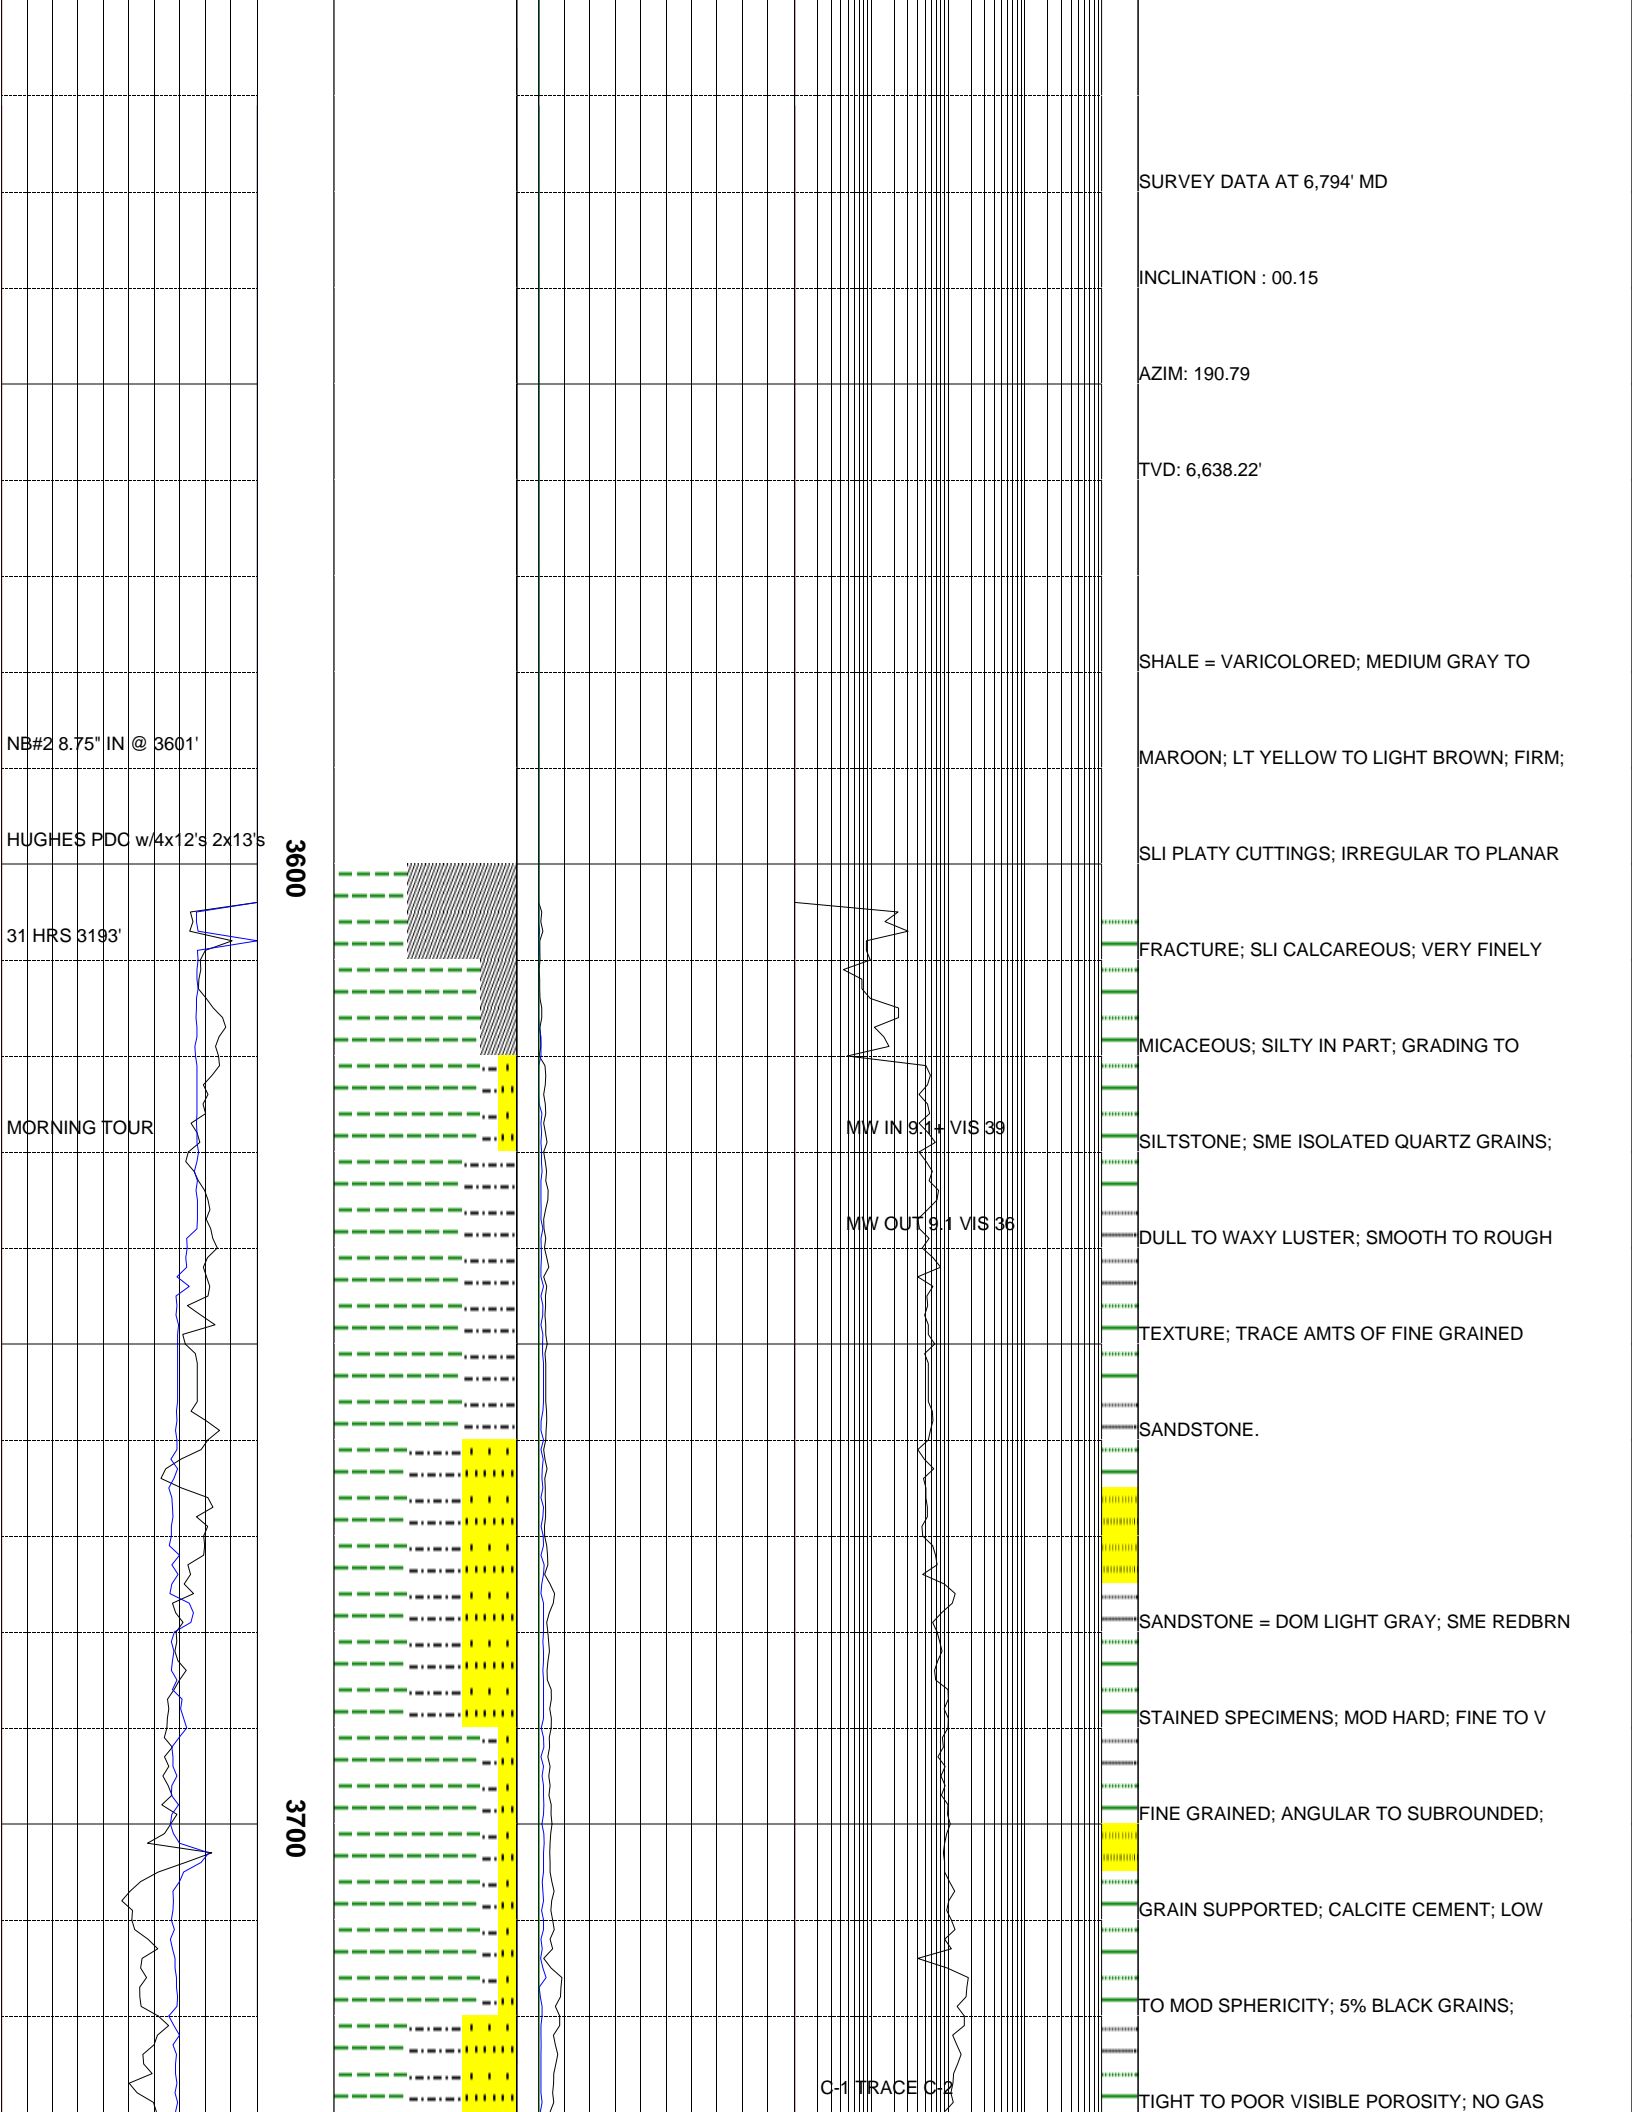 SURVEY DATA AT 6,794' MD
INCLINATION : 00.15
AZIM: 190.79
TVD: 6,638.22'
SHALE = VARICOLORED; MEDIUM GRAY TO
NB#2 8.75" IN @ 3601'
MAROON; LT YELLOW TO LIGHT BROWN; FIRM;
HUGHES PDC w/4x12's 2x13's
3600
SLI PLATY CUTTINGS; IRREGULAR TO PLANAR
31 HRS 3193'
FRACTURE; SLI CALCAREOUS; VERY FINELY
MICACEOUS; SILTY IN PART; GRADING TO
MORNING TOUR
MW IN 9.1+ VIS 39
SILTSTONE; SME ISOLATED QUARTZ GRAINS;
MW OUT 9.1 VIS 36
DULL TO WAXY LUSTER; SMOOTH TO ROUGH
TEXTURE; TRACE AMTS OF FINE GRAINED
SANDSTONE.
SANDSTONE = DOM LIGHT GRAY; SME REDBRN
STAINED SPECIMENS; MOD HARD; FINE TO V
3700
FINE GRAINED; ANGULAR TO SUBROUNDED;
GRAIN SUPPORTED; CALCITE CEMENT; LOW
TO MOD SPHERICITY; 5% BLACK GRAINS;
C-1 TRACE C-2
TIGHT TO POOR VISIBLE POROSITY; NO GAS